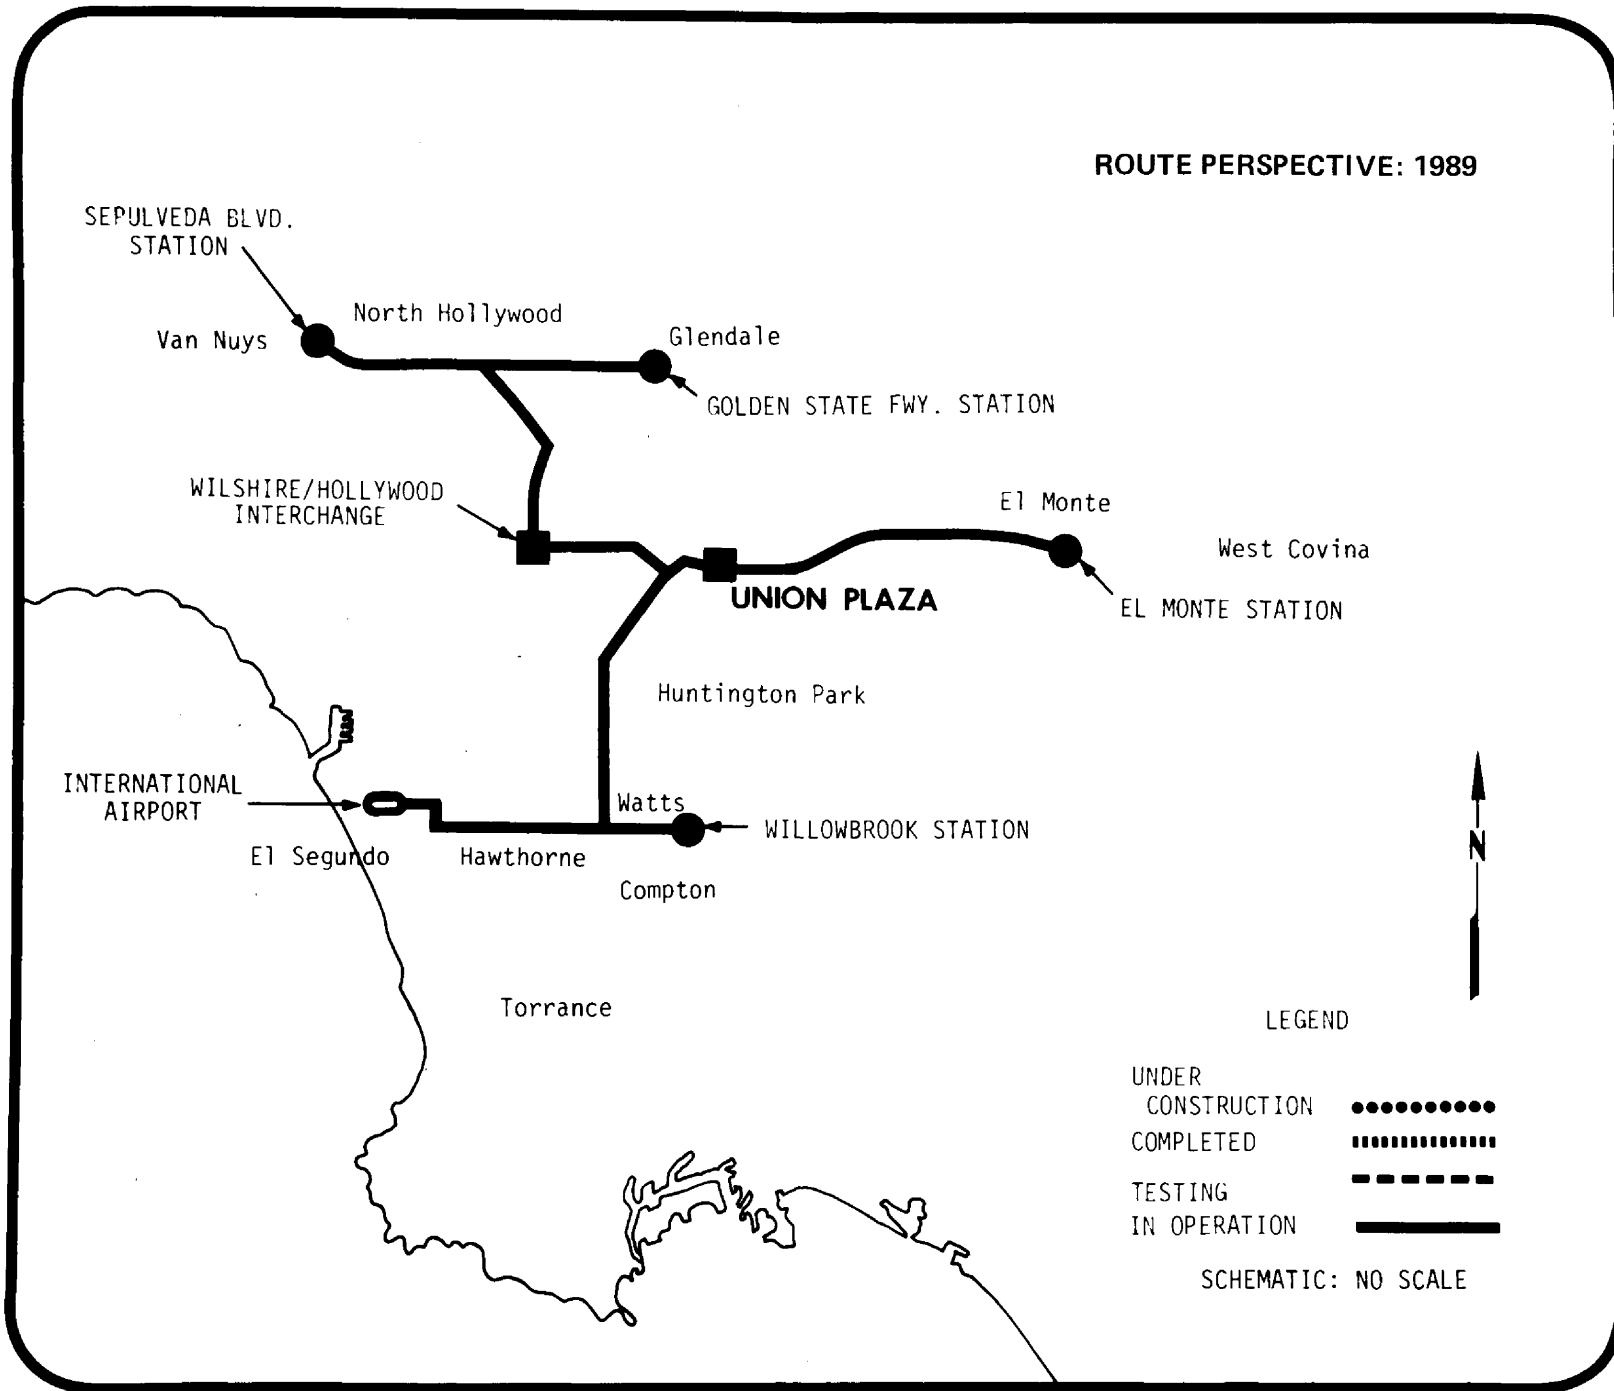 ROUTE PERSPECTIVE: 1989
SEPULVEDA BLVD.
STATION
North Hollywood
Van Nuys
Glendale
GOLDEN STATE FWY. STATION
WILSHIRE/HOLLYWOOD
INTERCHANGE
El Monte
West Covina
UNION PLAZA
EL MONTE STATION
Huntington Park
INTERNATIONAL
AIRPORT
Watts
WILLOWBROOK STATION
El Segundo
Hawthorne
Compton
N
Torrance
LEGEND
UNDER
CONSTRUCTION
COMPLETED
TESTING
IN OPERATION
SCHEMATIC: NO SCALE